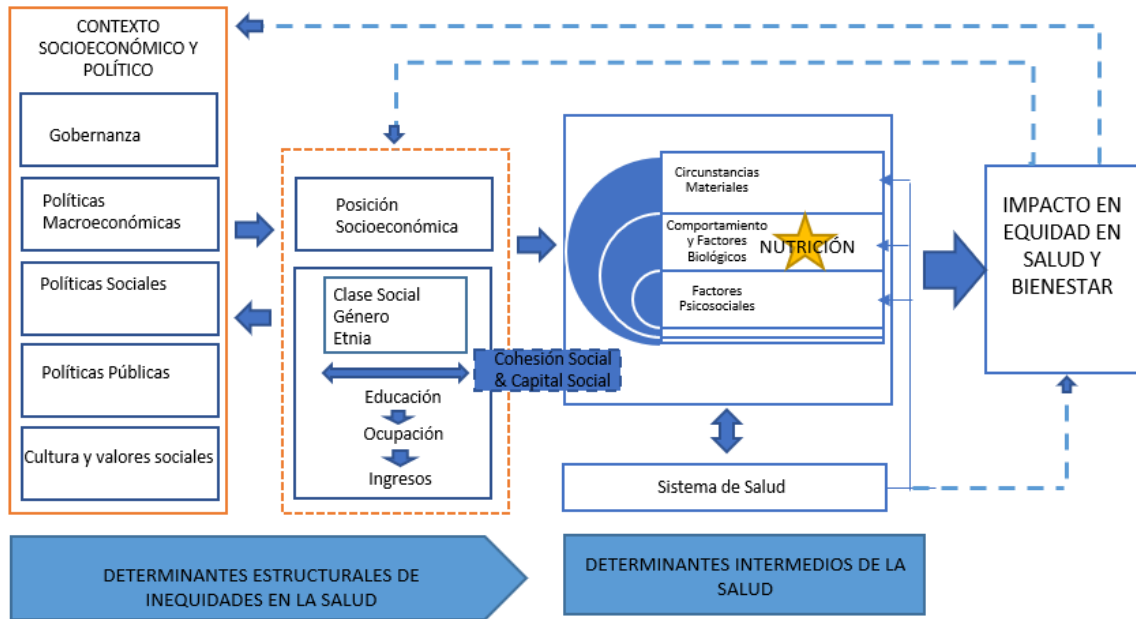 CONTEXTO
SOCIOECONÓMICO Y
POLÍTICO
Gobernanza
Políticas
Macroeconómicas
Políticas Sociales
Políticas Públicas
Cultura y valores sociales
Posición
Socioeconómica
Clase Social
Género
Etnia
Educación
Ocupación
Ingresos
Cohesión Social
& Capital Social
Circunstancias
Materiales
Comportamiento
y Factores
Biológicos
NUTRICIÓN
Factores
Psicosociales
Sistema de Salud
IMPACTO EN
EQUIDAD EN
SALUD Y
BIENESTAR
DETERMINANTES ESTRUCTURALES DE
INEQUIDADES EN LA SALUD
DETERMINANTES INTERMEDIOS DE LA
SALUD